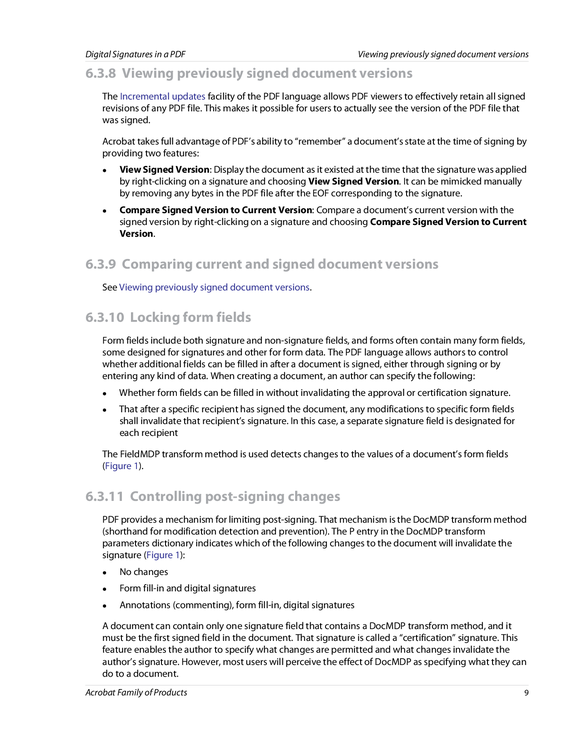 Digital Signatures in a PDF
Viewing previously signed document versions
6.3.8 Viewing previously signed document versions
The Incremental updates facility of the PDF language allows PDF viewers to effectively retain all signed
revisions of any PDF file. This makes it possible for users to actually see the version of the PDF file that
was signed.
Acrobat takes full advantage of PDF's ability to “remember” a document's state at the time of signing by
providing two features:
● View Signed Version: Display the document as it existed at the time that the signature was applied
by right-clicking on a signature and choosing View Signed Version. It can be mimicked manually
by removing any bytes in the PDF file after the EOF corresponding to the signature.
● Compare Signed Version to Current Version: Compare a document's current version with the
signed version by right-clicking on a signature and choosing Compare Signed Version to Current
Version.
6.3.9 Comparing current and signed document versions
See Viewing previously signed document versions.
6.3.10 Locking form fields
Form fields include both signature and non-signature fields, and forms often contain many form fields,
some designed for signatures and other for form data. The PDF language allows authors to control
whether additional fields can be filled in after a document is signed, either through signing or by
entering any kind of data. When creating a document, an author can specify the following:
● Whether form fields can be filled in without invalidating the approval or certification signature.
● That after a specific recipient has signed the document, any modifications to specific form fields
shall invalidate that recipient's signature. In this case, a separate signature field is designated for
each recipient
The FieldMDP transform method is used detects changes to the values of a document's form fields
(Figure 1).
6.3.11 Controlling post-signing changes
PDF provides a mechanism for limiting post-signing. That mechanism is the DocMDP transform method
(shorthand for modification detection and prevention). The P entry in the DocMDP transform
parameters dictionary indicates which of the following changes to the document will invalidate the
signature (Figure 1):
● No changes
● Form fill-in and digital signatures
● Annotations (commenting), form fill-in, digital signatures
A document can contain only one signature field that contains a DocMDP transform method, and it
must be the first signed field in the document. That signature is called a “certification” signature. This
feature enables the author to specify what changes are permitted and what changes invalidate the
author's signature. However, most users will perceive the effect of DocMDP as specifying what they can
do to a document.
Acrobat Family of Products
9